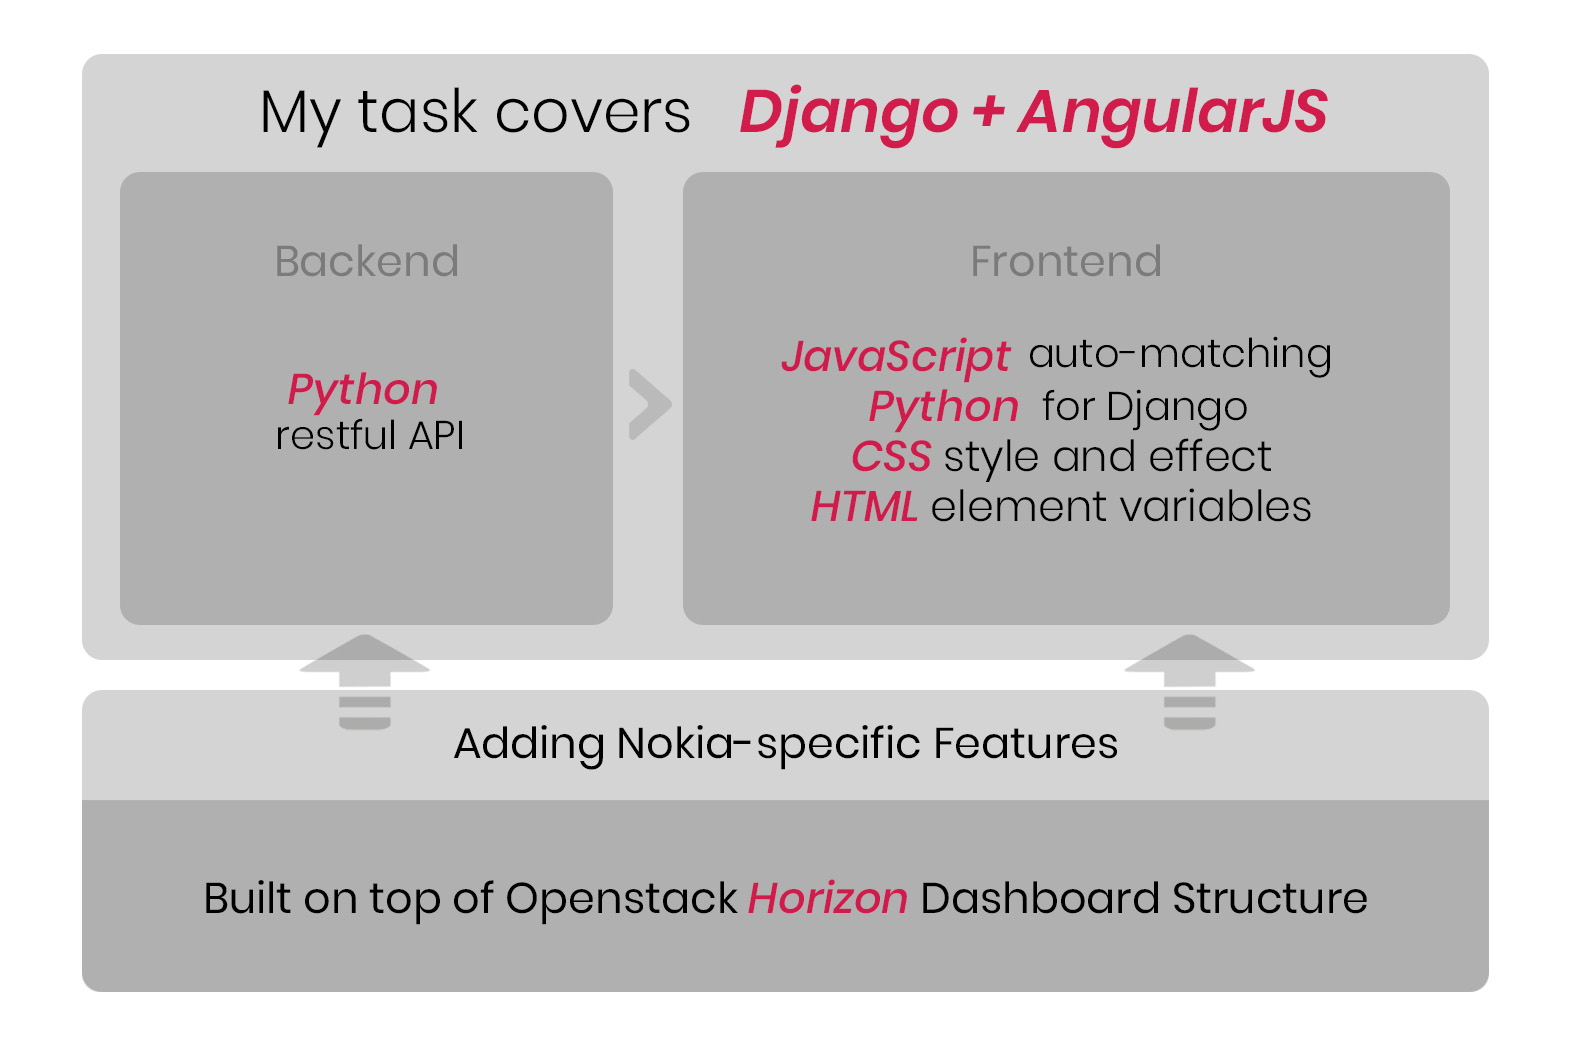 My task covers Django + AngularJS
Backend
Python
restful API
Frontend
JavaScript auto-matching
Python for Django
CSS style and effect
HTML element variables
Adding Nokia-specific Features
Built on top of Openstack Horizon Dashboard Structure